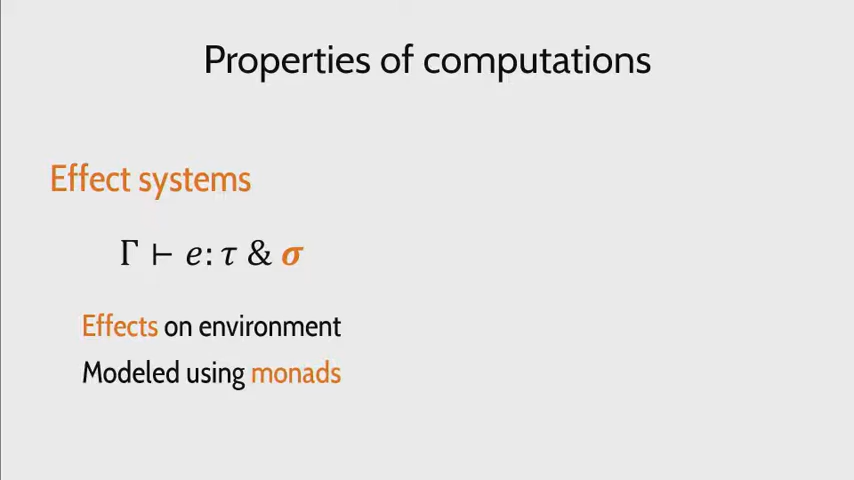 Properties of computations
Effect systems
Γ ⊢ e: τ & σ
Effects on environment
Modeled using monads